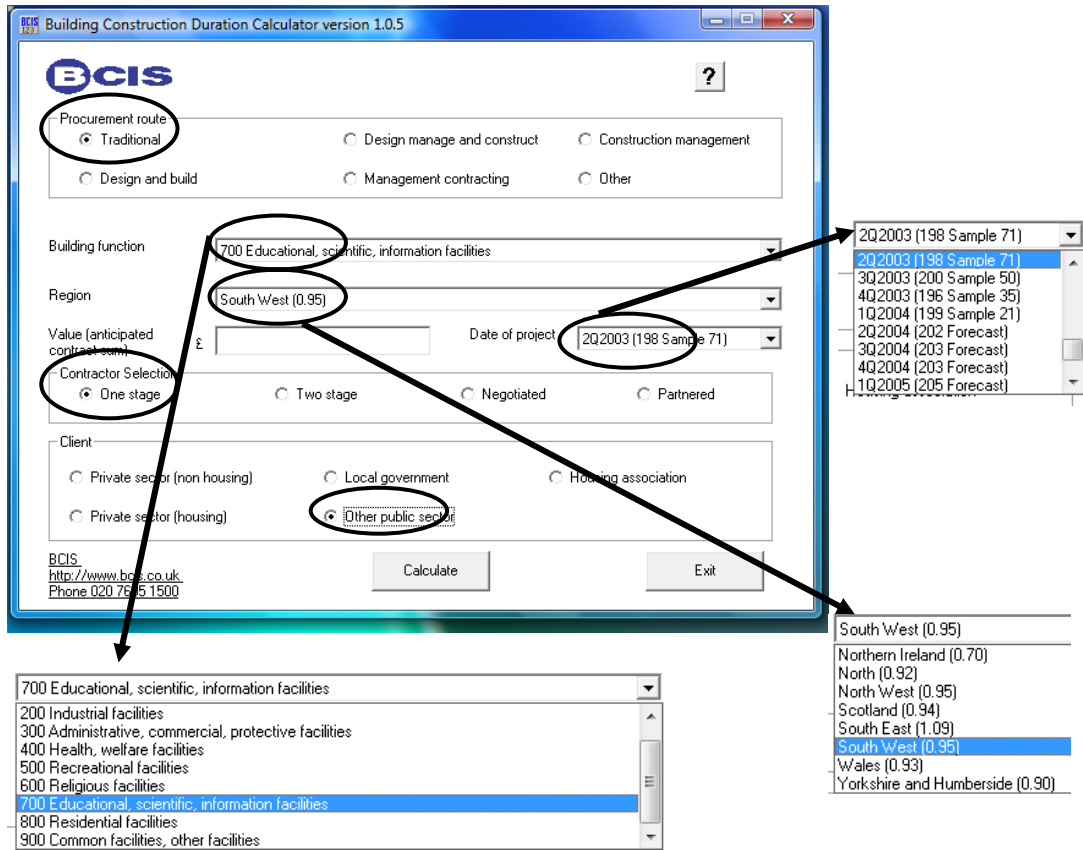 BCIS
123
Building Construction Duration Calculator version 1.0.5
BCIS
?
Procurement route
Traditional
Design manage and construct
Construction management
Design and build
Management contracting
Other
Building function
700 Educational, scientific, information facilities
Region
South West (0.95)
Value (anticipated
contract sum)
£
Date of project
2Q2003 (198 Sample 71)
Contractor Selection
One stage
Two stage
Negotiated
Partnered
Client
Private sector (non housing)
Local government
Housing association
Private sector (housing)
Other public sector
BCIS
http://www.bcis.co.uk
Phone 020 7695 1500
Calculate
Exit
2Q2003 (198 Sample 71)
2Q2003 (198 Sample 71)
3Q2003 (200 Sample 50)
4Q2003 (196 Sample 35)
1Q2004 (199 Sample 21)
2Q2004 (202 Forecast)
3Q2004 (203 Forecast)
4Q2004 (203 Forecast)
1Q2005 (205 Forecast)
Housing association
South West (0.95)
Northern Ireland (0.70)
North (0.92)
North West (0.95)
Scotland (0.94)
South East (1.09)
South West (0.95)
Wales (0.93)
Yorkshire and Humberside (0.90)
700 Educational, scientific, information facilities
200 Industrial facilities
300 Administrative, commercial, protective facilities
400 Health, welfare facilities
500 Recreational facilities
600 Religious facilities
700 Educational, scientific, information facilities
800 Residential facilities
900 Common facilities, other facilities